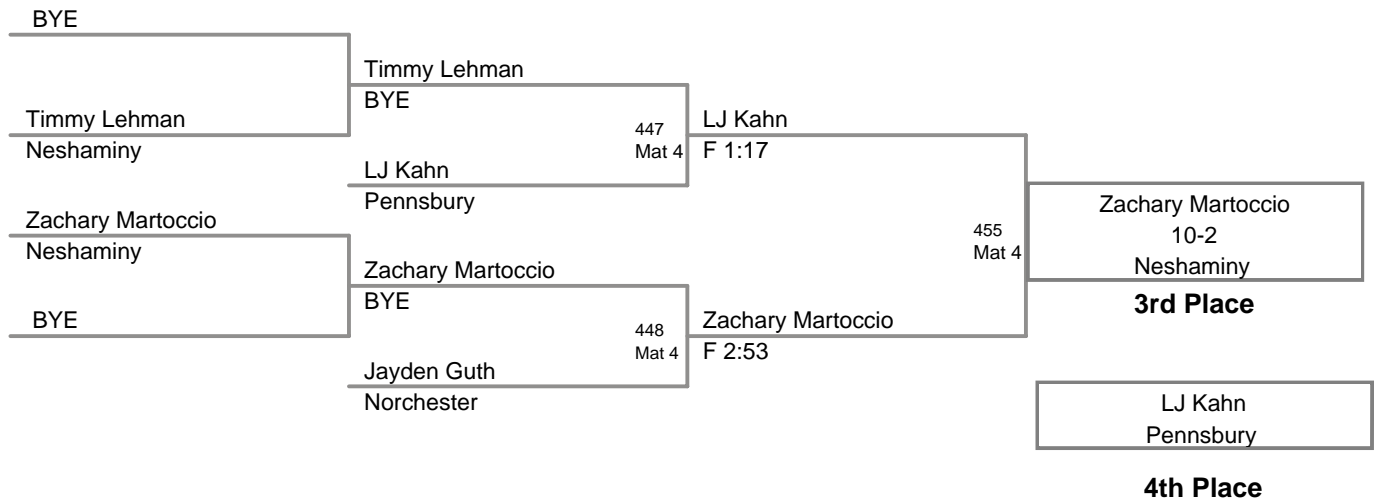 BYE
Timmy Lehman
BYE
Timmy Lehman
Neshaminy
447
Mat 4
LJ Kahn
F 1:17
LJ Kahn
Pennsbury
Zachary Martoccio
10-2
Neshaminy
3rd Place
Zachary Martoccio
Neshaminy
455
Mat 4
Zachary Martoccio
BYE
BYE
448
Mat 4
Zachary Martoccio
F 2:53
Jayden Guth
Norchester
LJ Kahn
Pennsbury
4th Place